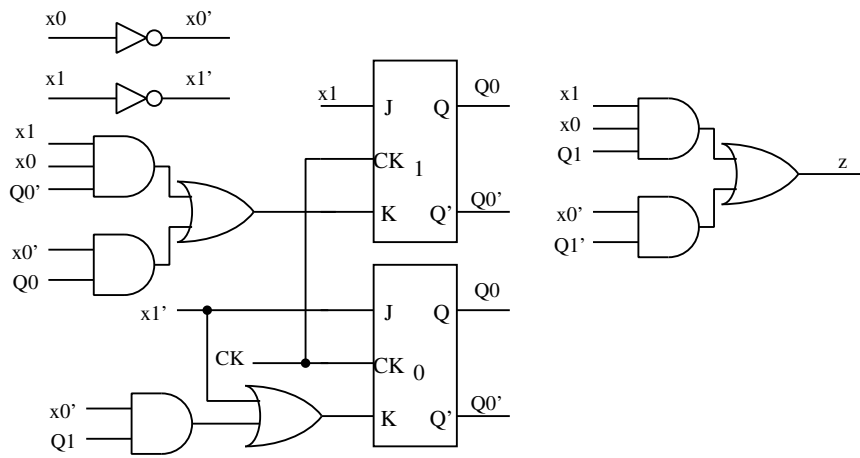 x0 x0'
x1 x1'
x1
x0
Q0'
x0'
Q0
x1'
CK
x0'
Q1
x1 J Q Q0
CK 1
K Q' Q0'
J Q Q0
CK 0
K Q' Q0'
x1
x0
Q1
x0'
Q1'
z